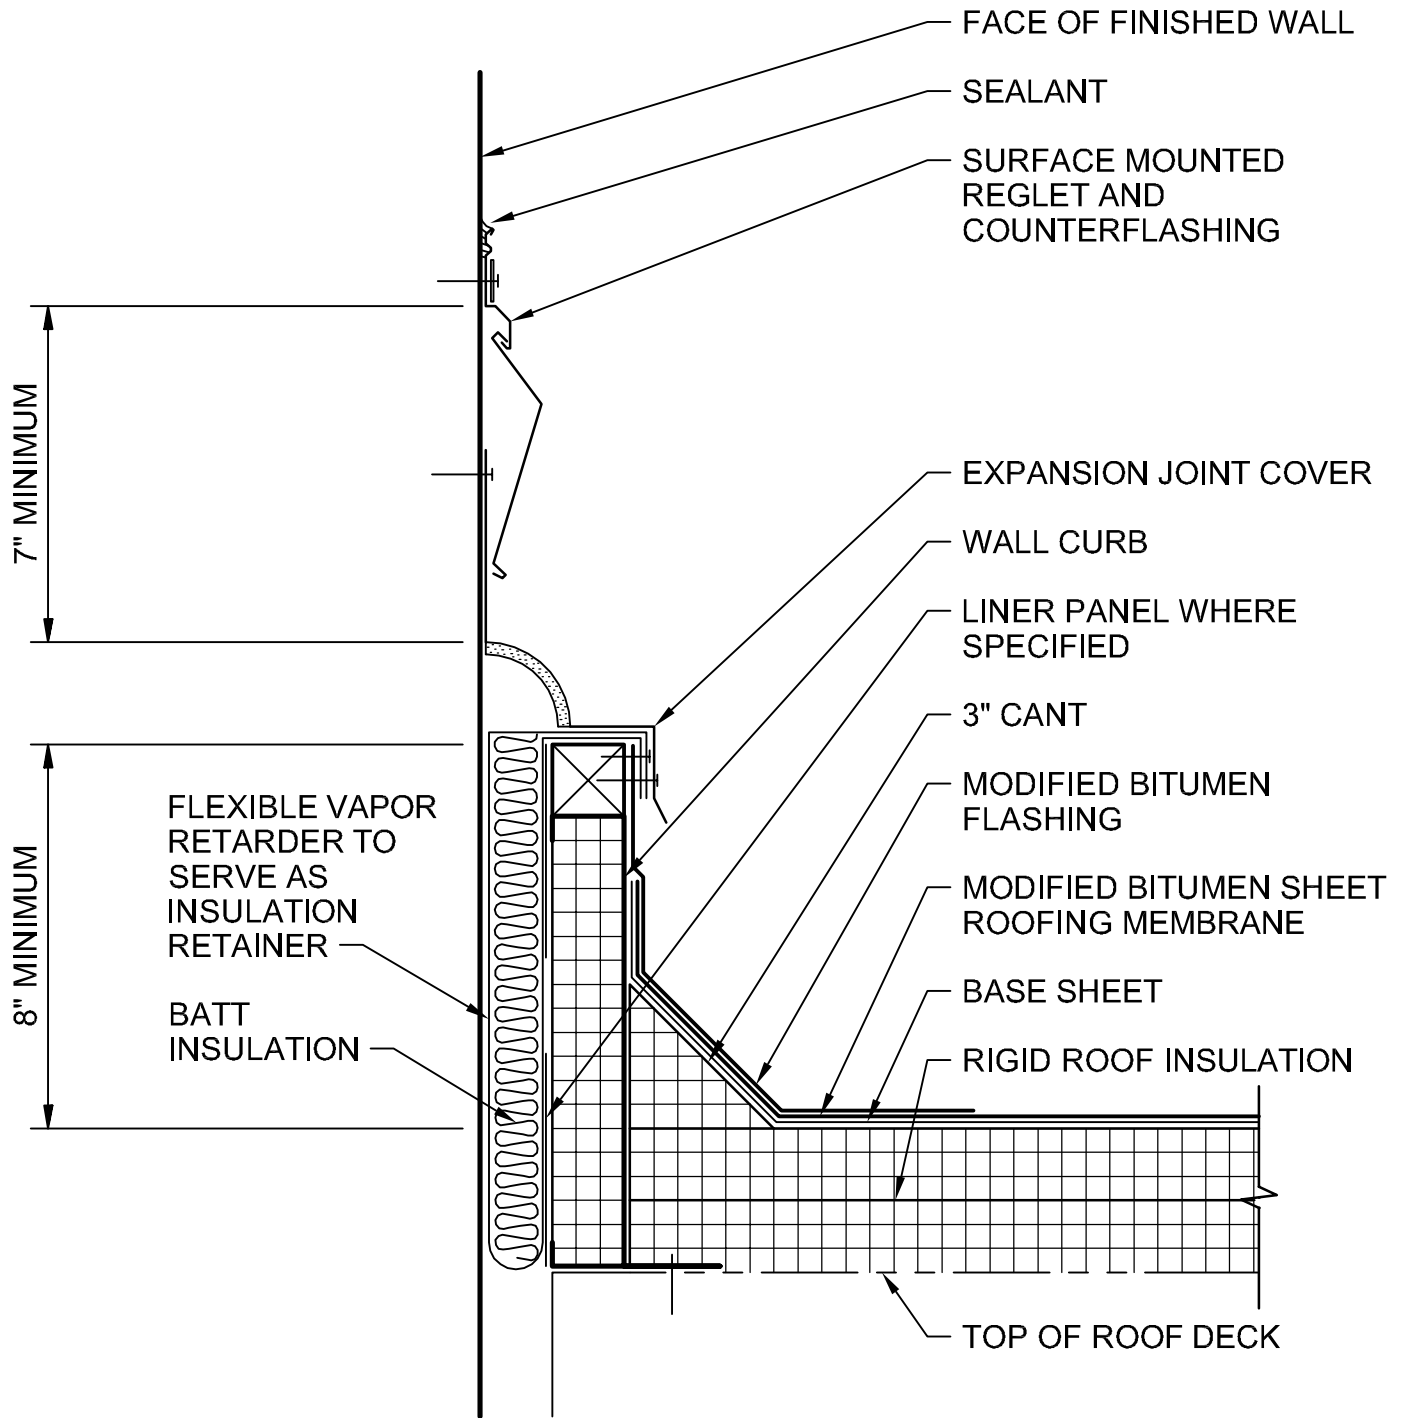 FACE OF FINISHED WALL
SEALANT
SURFACE MOUNTED
REGLET AND
COUNTERFLASHING
7" MINIMUM
EXPANSION JOINT COVER
WALL CURB
LINER PANEL WHERE
SPECIFIED
3" CANT
MODIFIED BITUMEN
FLASHING
MODIFIED BITUMEN SHEET
ROOFING MEMBRANE
BASE SHEET
RIGID ROOF INSULATION
TOP OF ROOF DECK
8" MINIMUM
FLEXIBLE VAPOR
RETARDER TO
SERVE AS
INSULATION
RETAINER
BATT
INSULATION